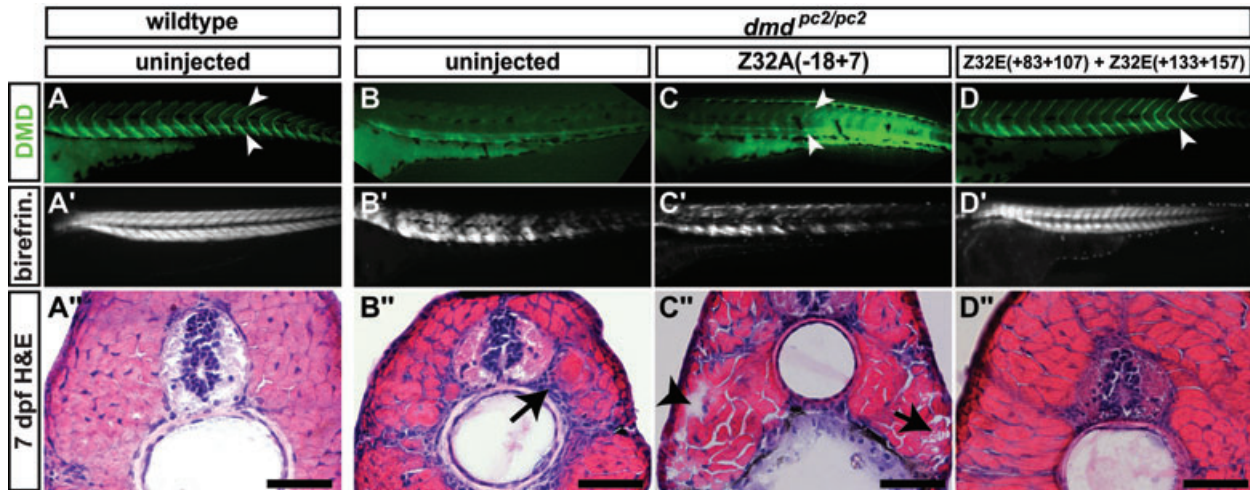 wildtype
dmd pc2/pc2
uninjected
uninjected
Z32A(-18+7)
Z32E(+83+107) + Z32E(+133+157)
DMD
A
B
C
D
birefrin.
A'
B'
C'
D'
7 dpf H&E
A"
B"
C"
D"